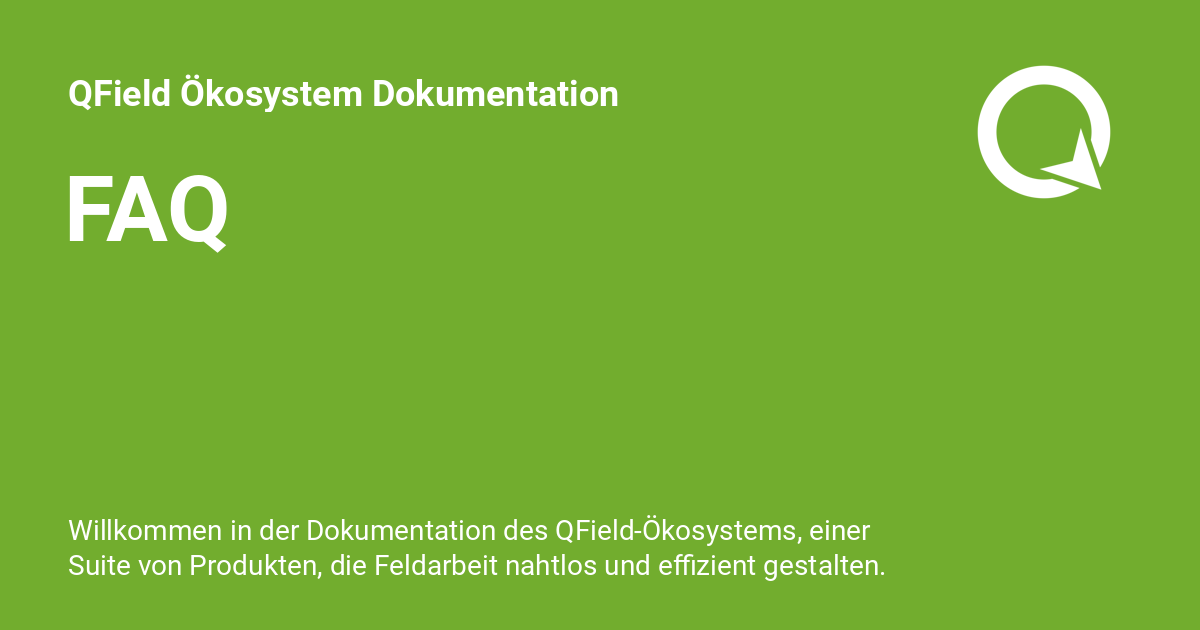 QField Ökosystem Dokumentation
FAQ
Willkommen in der Dokumentation des QField-Ökosystems, einer
Suite von Produkten, die Feldarbeit nahtlos und effizient gestalten.